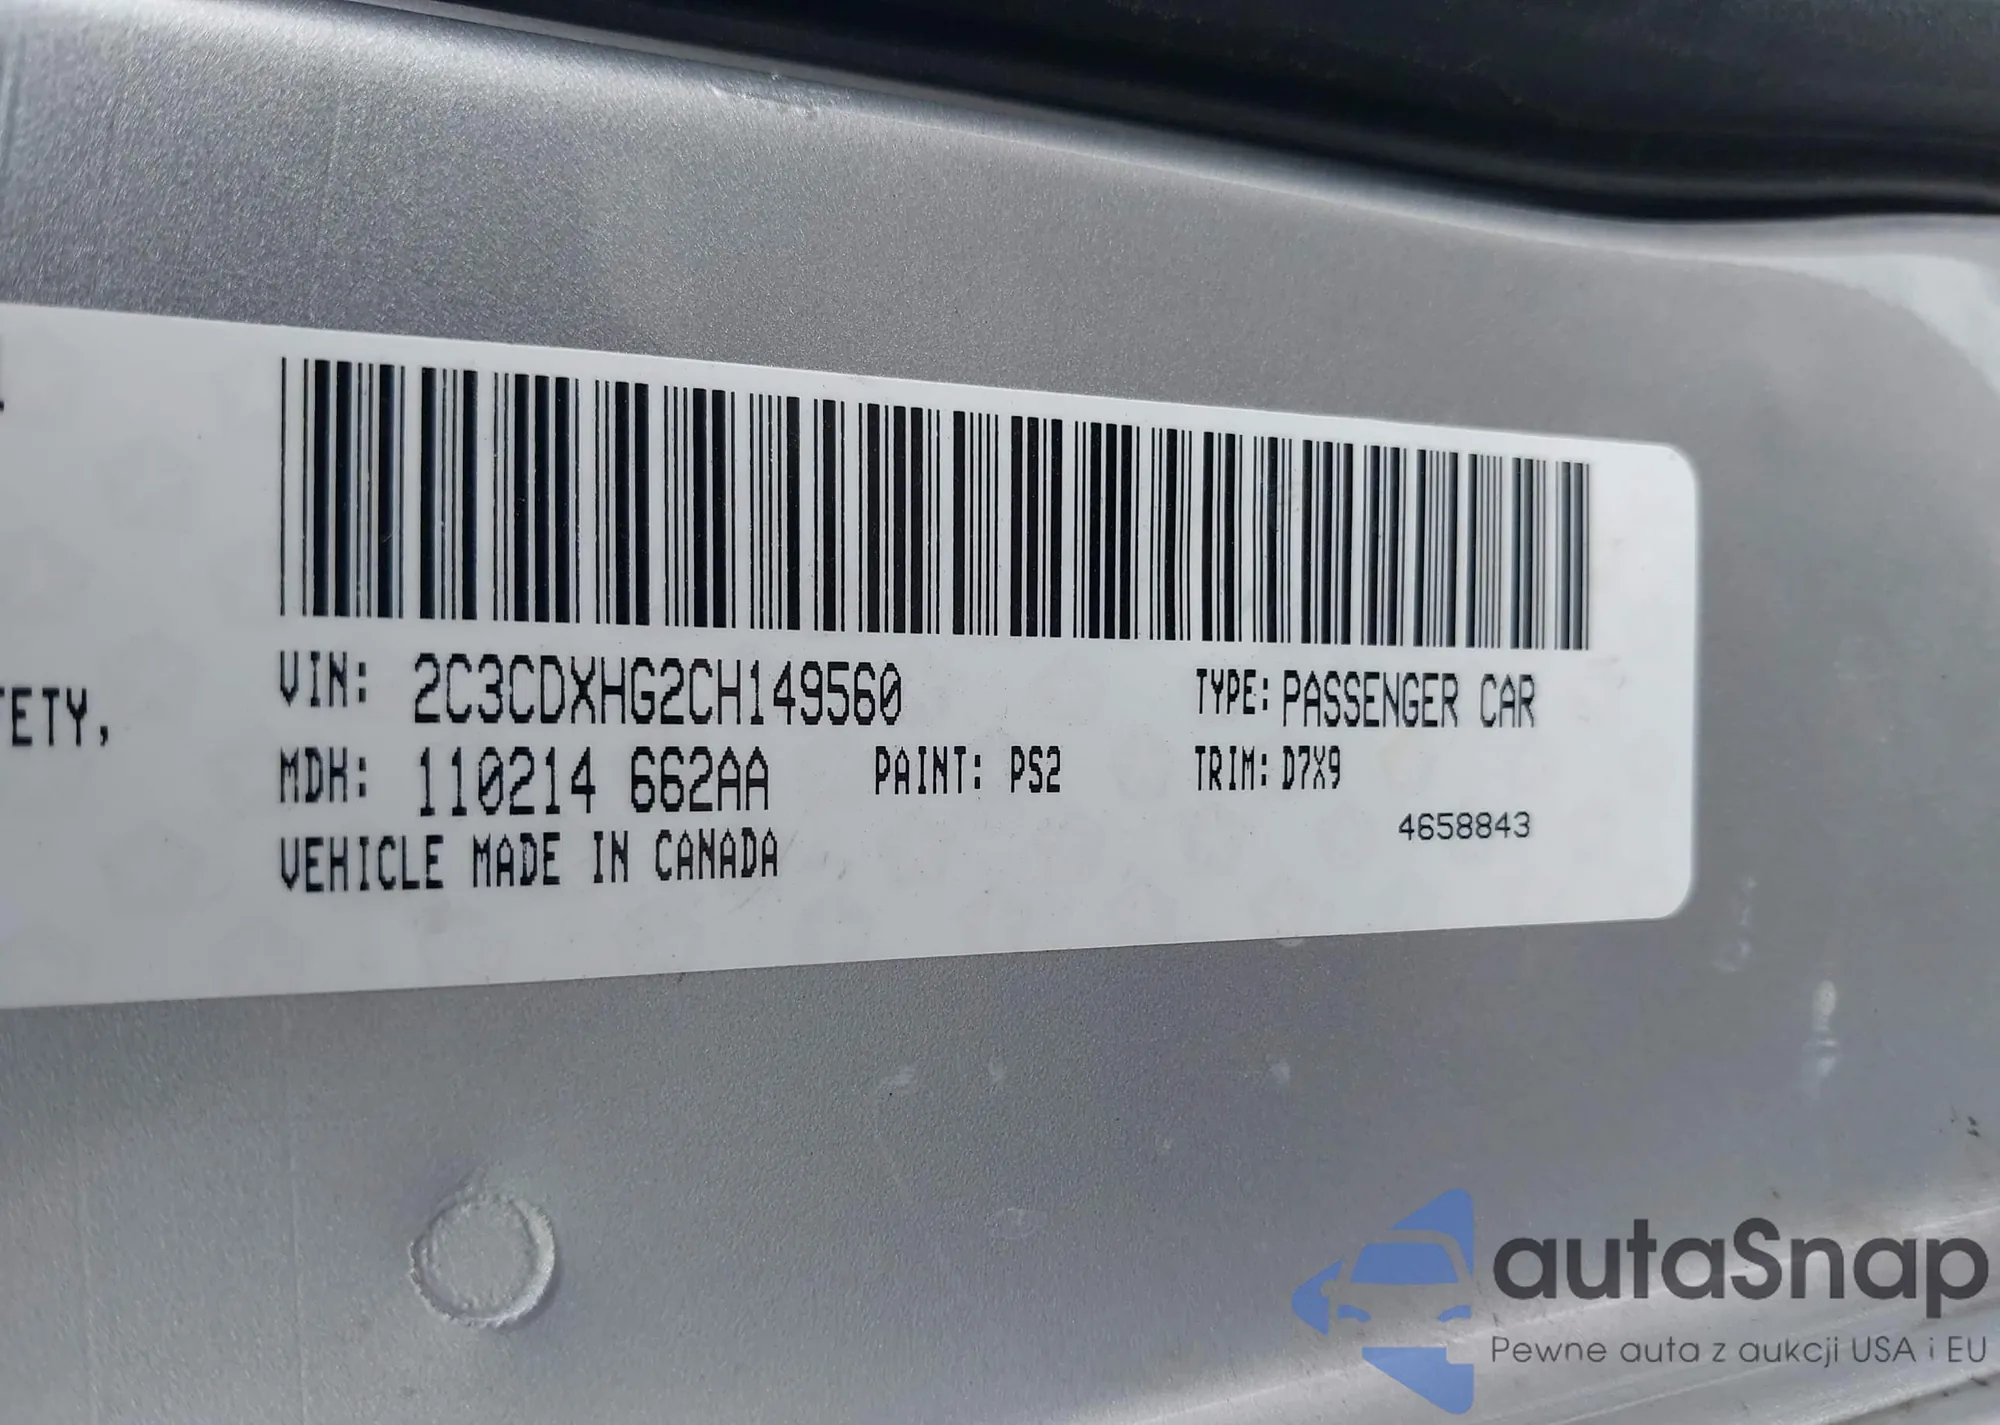 VIN: 2C3CDXHG2CH149560
TYPE: PASSENGER CAR
MDH: 110214 662AA
PAINT: PS2
TRIM: D7X9
VEHICLE MADE IN CANADA
4658843
autaSnap
Pewne auta z aukcji USA i EU